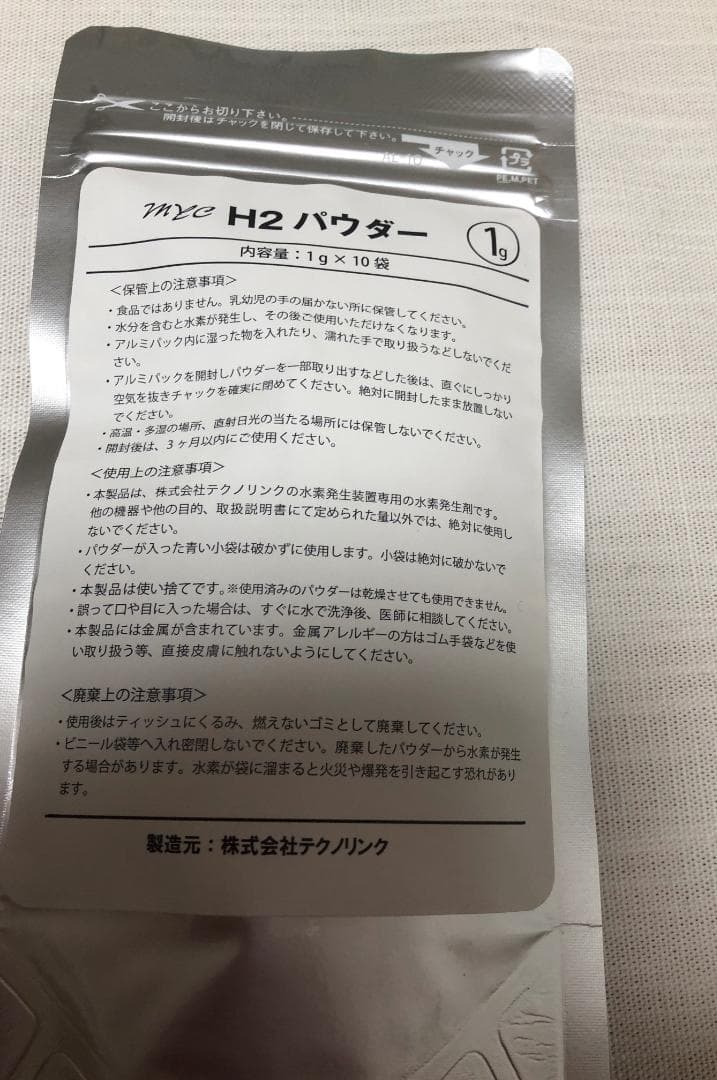 ここからお切り下さい。
開封後はチャックを閉じて保存して下さい。
チャック
プラ
PE,M,PET
MYC H2 パウダー
1g
内容量：1g×10袋
＜保管上の注意事項＞
・食品ではありません。乳幼児の手の届かない所に保管してください。
・水分を含むと水素が発生し、その後ご使用いただけなくなります。
・アルミパック内に湿った物を入れたり、濡れた手で取り扱うなどしないでくだ
さい。
・アルミパックを開封しパウダーを一部取り出すなどした後は、直ぐにしっかり
空気を抜きチャックを確実に閉めてください。絶対に開封したまま放置しない
でください。
・高温・多湿の場所、直射日光の当たる場所には保管しないでください。
・開封後は、3ヶ月以内にご使用ください。
＜使用上の注意事項＞
・本製品は、株式会社テクノリンクの水素発生装置専用の水素発生剤です。
他の機器や他の目的、取扱説明書にて定められた量以外では、絶対に使用し
ないでください。
・パウダーが入った青い小袋は破かずに使用します。小袋は絶対に破かないで
ください。
・本製品は使い捨てです。※使用済みのパウダーは乾燥させても使用できません。
・誤って口や目に入った場合は、すぐに水で洗浄後、医師に相談してください。
・本製品には金属が含まれています。金属アレルギーの方はゴム手袋などを使
い取り扱う等、直接皮膚に触れないようにしてください。
＜廃棄上の注意事項＞
・使用後はティッシュにくるみ、燃えないゴミとして廃棄してください。
・ビニール袋等へ入れ密閉しないでください。廃棄したパウダーから水素が発生
する場合があります。水素が袋に溜まると火災や爆発を引き起こす恐れがあり
ます。
製造元：株式会社テクノリンク